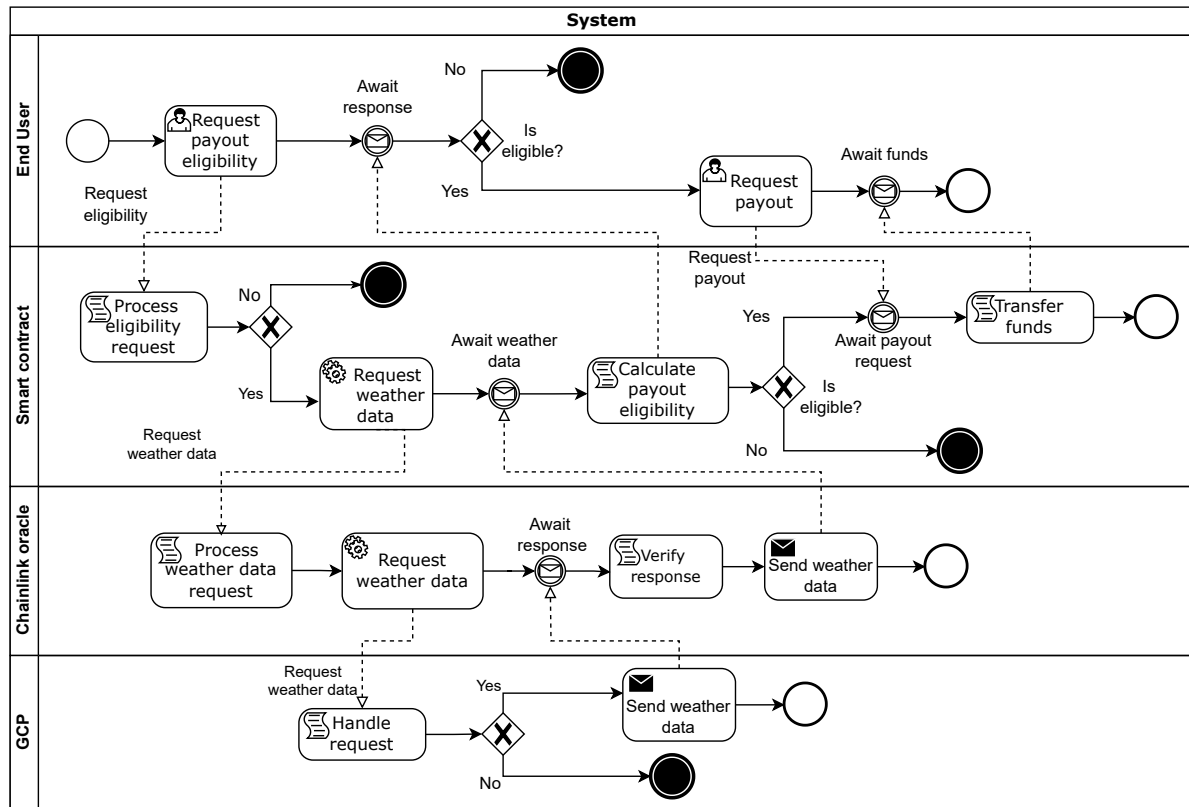 System
End User
Request
payout
eligibility
Await
response
No
Is
eligible?
Yes
Request
payout
Await funds
Request
eligibility
Smart contract
Process
eligibility
request
No
Yes
Request
weather
data
Await weather
data
Calculate
payout
eligibility
Yes
Is
eligible?
No
Request
payout
Await payout
request
Transfer
funds
Request
weather data
Chainlink oracle
Process
weather data
request
Request
weather data
Await
response
Verify
response
Send weather
data
GCP
Request
weather data
Handle
request
Yes
No
Send weather
data